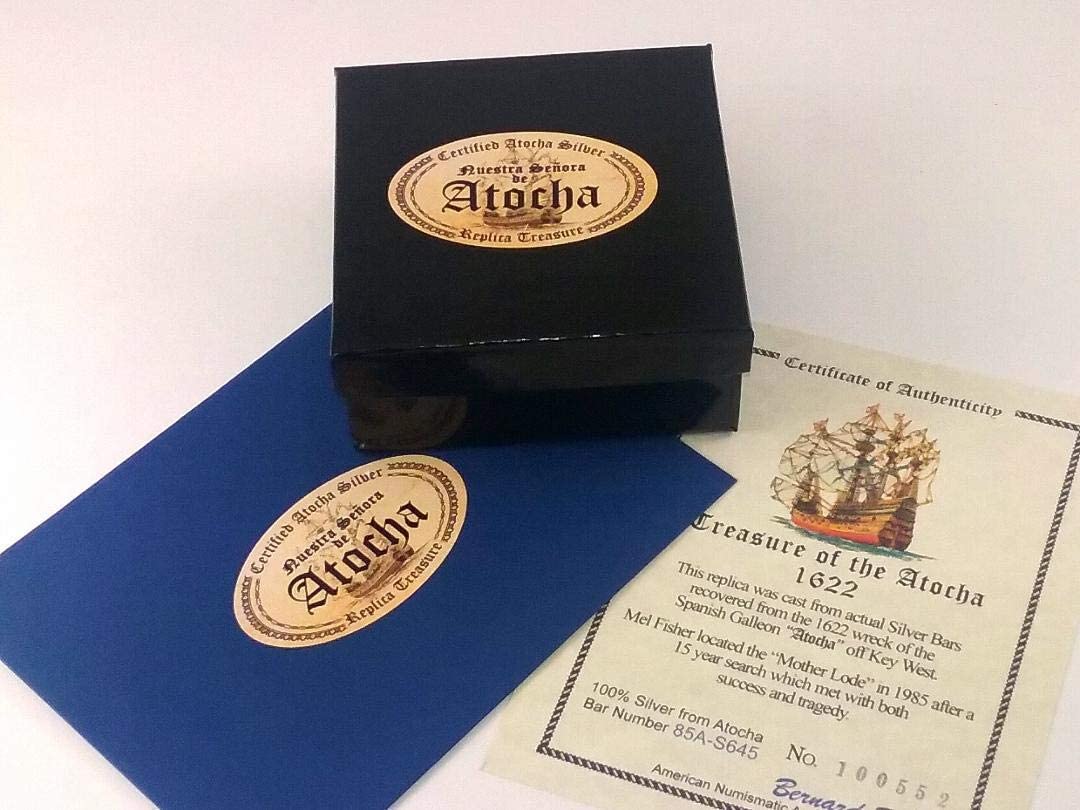 Certified Atocha Silver
Nuestra Señora
de
Atocha
Replica Treasure
Certified Atocha Silver
Nuestra Señora
de
Atocha
Replica Treasure
Certificate of Authenticity
Treasure of the Atocha
1622
This replica was cast from actual Silver Bars
recovered from the 1622 wreck of the
Spanish Galleon "Atocha" off Key West.
Mel Fisher located the "Mother Lode" in 1985 after a
15 year search which met with both
success and tragedy.
100% Silver from Atocha
Bar Number 85A-S645
No. 100552
American Numismatic